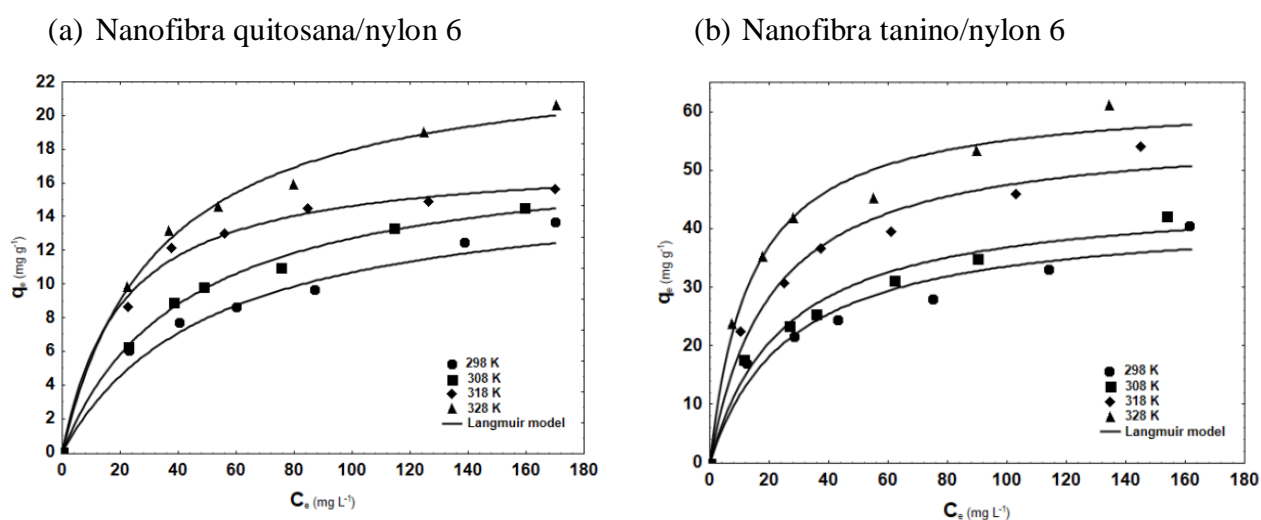 (a) Nanofibra quitosana/nylon 6
22
20
18
16
14
12
10
8
6
4
2
0
qe (mg g-1)
298 K
308 K
318 K
328 K
Langmuir model
0 20 40 60 80 100 120 140 160 180
Ce (mg L-1)
(b) Nanofibra tanino/nylon 6
60
50
40
30
20
10
0
qe (mg g-1)
298 K
308 K
318 K
328 K
Langmuir model
0 20 40 60 80 100 120 140 160 180
Ce (mg L-1)